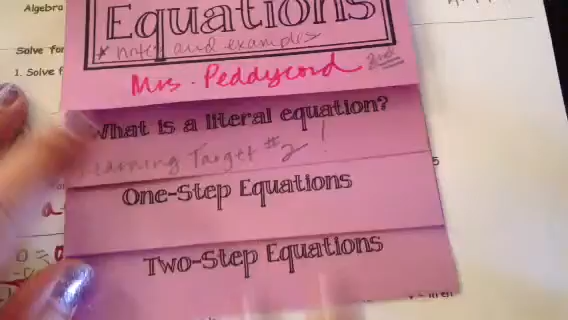 Algebra
Equations
* notes and examples
Mrs. Peddycord 2nd
Solve for
1. Solve f
What is a literal equation?
Learning Target #2!
One-Step Equations
Two-Step Equations